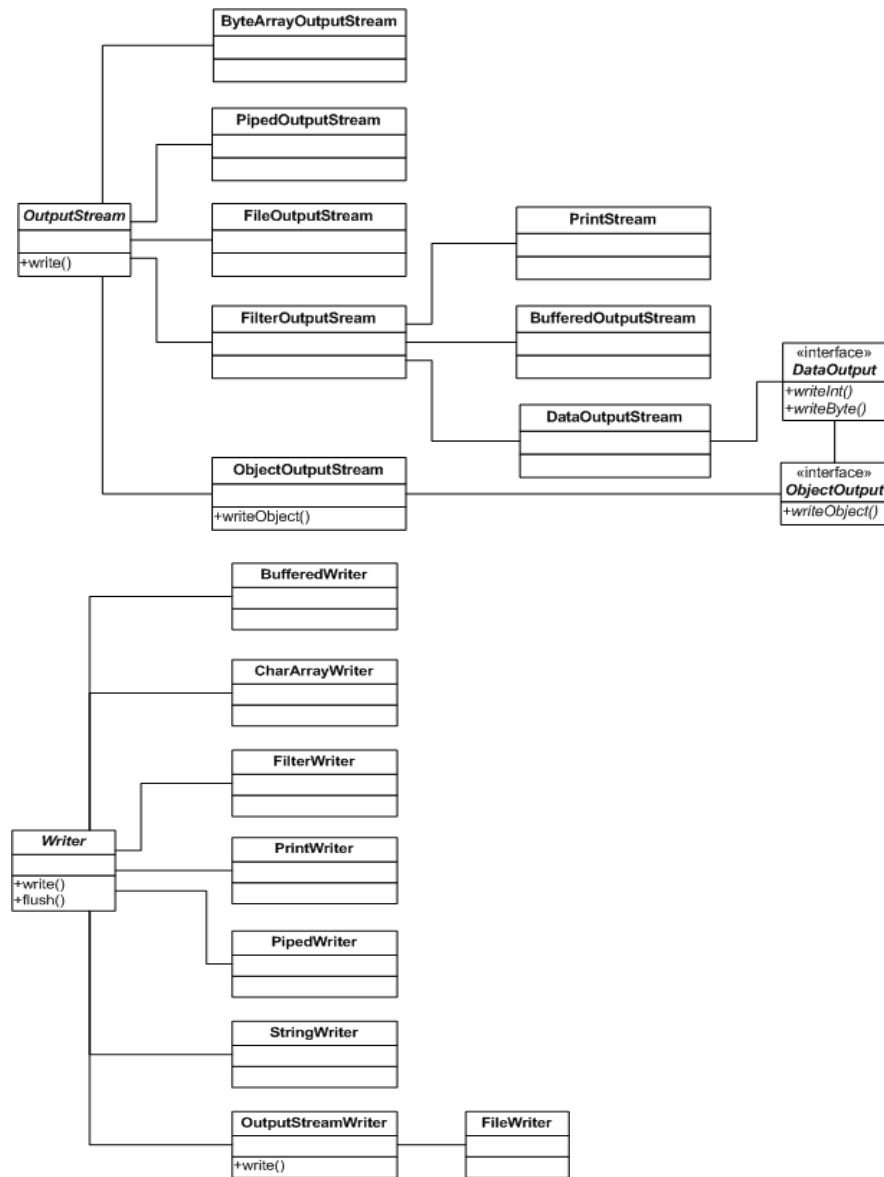 ByteArrayOutputStream
PipedOutputStream
OutputStream
+write()
FileOutputStream
PrintStream
FilterOutputSream
BufferedOutputStream
«interface»
DataOutput
+writeInt()
+writeByte()
DataOutputStream
ObjectOutputStream
+writeObject()
«interface»
ObjectOutput
+writeObject()
BufferedWriter
CharArrayWriter
FilterWriter
Writer
+write()
+flush()
PrintWriter
PipedWriter
StringWriter
OutputStreamWriter
+write()
FileWriter